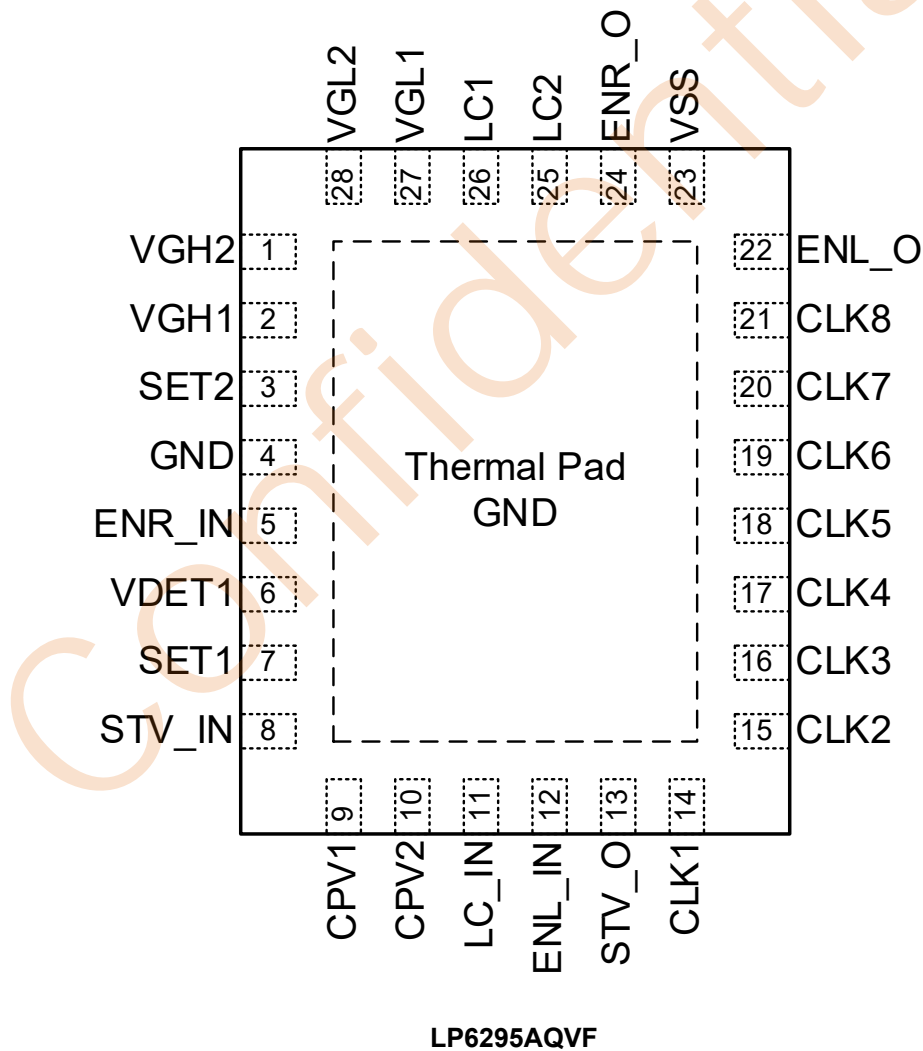 Confidential
VGL2
VGL1
LC1
LC2
ENR_O
VSS
28
27
26
25
24
23
VGH2 1
VGH1 2
SET2 3
GND 4
ENR_IN 5
VDET1 6
SET1 7
STV_IN 8
Thermal Pad
GND
22 ENL_O
21 CLK8
20 CLK7
19 CLK6
18 CLK5
17 CLK4
16 CLK3
15 CLK2
9
10
11
12
13
14
CPV1
CPV2
LC_IN
ENL_IN
STV_O
CLK1
LP6295AQVF